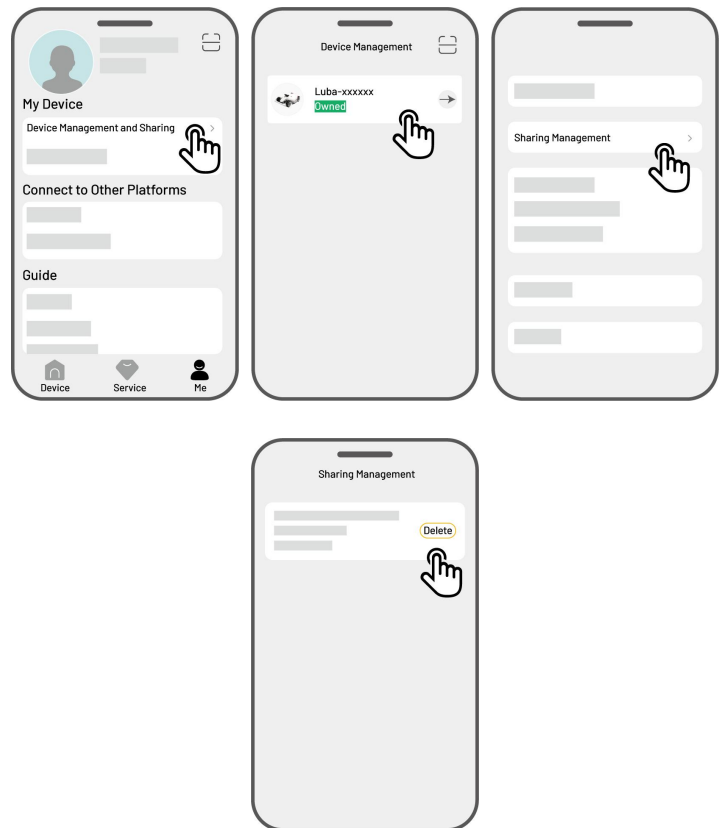 My Device
Device Management and Sharing
Connect to Other Platforms
Guide
Device
Service
Me
Device Management
Luba-xxxxxx
Owned
Sharing Management
Sharing Management
Delete